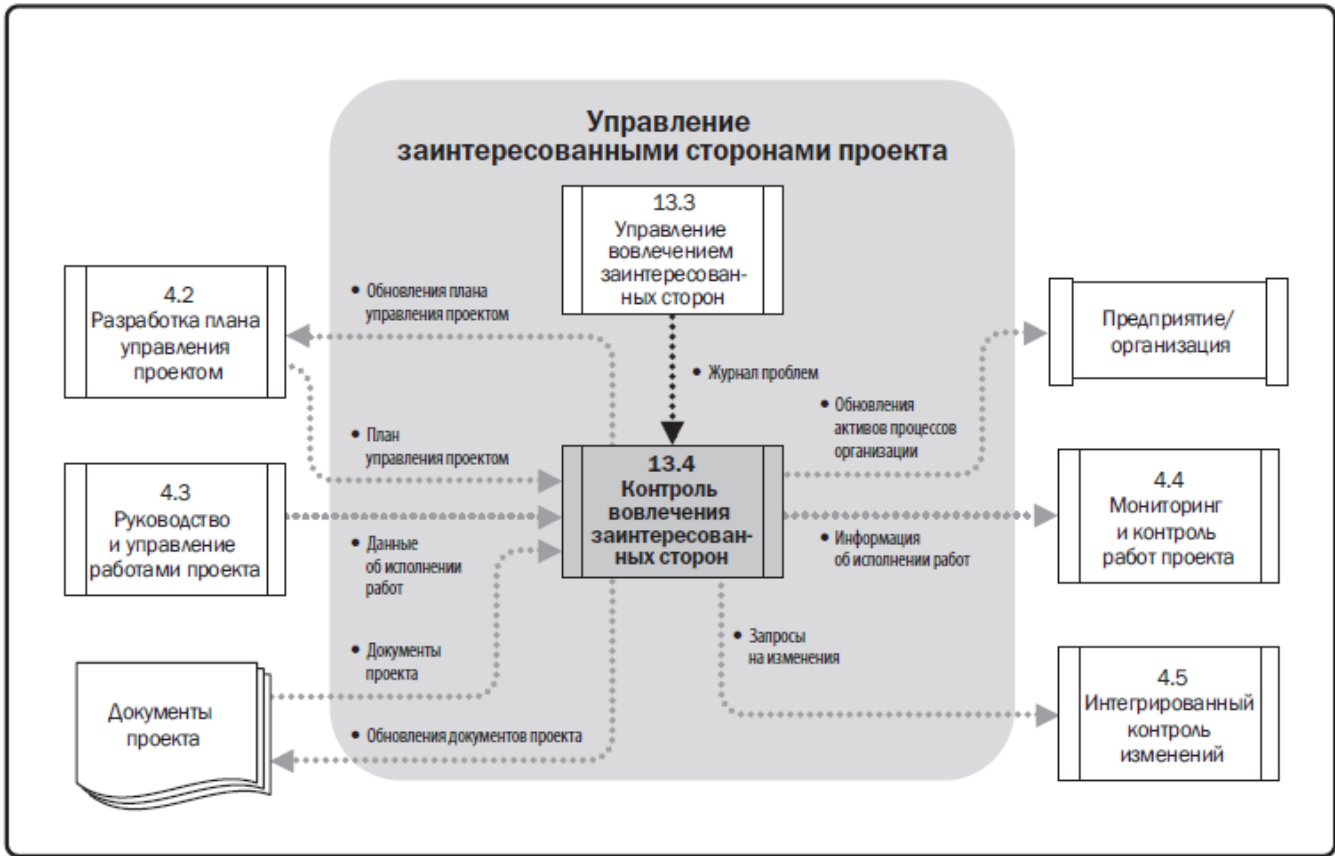 Управление
заинтересованными сторонами проекта
13.3
Управление
вовлечением
заинтересован-
ных сторон
4.2
Разработка плана
управления
проектом
• Обновления плана
управления проектом
Предприятие/
организация
• Журнал проблем
• Обновления
активов процессов
организации
• План
управления проектом
13.4
Контроль
вовлечения
заинтересован-
ных сторон
4.3
Руководство
и управление
работами проекта
4.4
Мониторинг
и контроль
работ проекта
• Данные
об исполнении
работ
• Информация
об исполнении работ
• Документы
проекта
• Запросы
на изменения
Документы
проекта
4.5
Интегрированный
контроль
изменений
• Обновления документов проекта